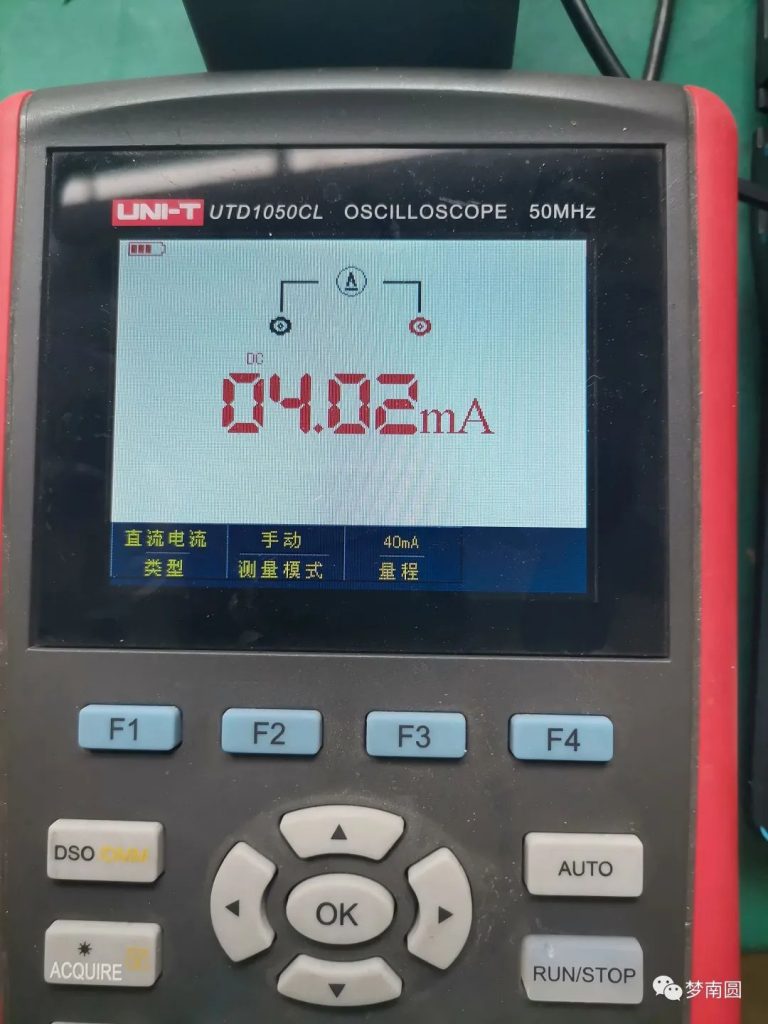 UNI-T UTD1050CL OSCILLOSCOPE 50MHz
A
DC
04.02mA
直流电流 手动 40mA
类型 测量模式 量程
F1 F2 F3 F4
DSO DMM
AUTO
OK
ACQUIRE
RUN/STOP
梦南圆